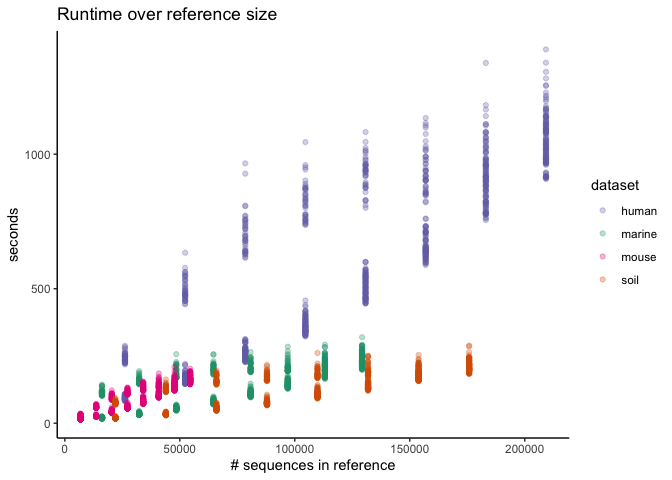 Runtime over reference size
seconds
1000
500
0
0
50000
100000
150000
200000
# sequences in reference
dataset
human
marine
mouse
soil